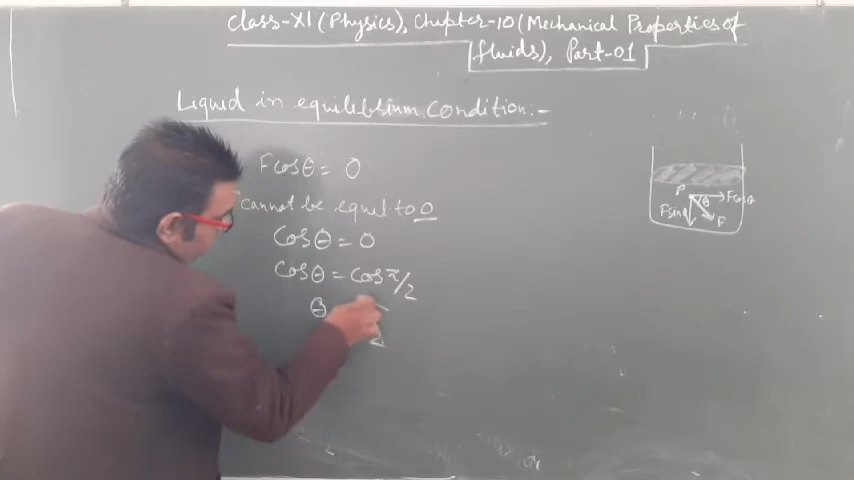 Class-XI (Physics), Chapter-10 (Mechanical Properties of
fluids), Part-01
Liquid in equilibrium condition:-
Fcosθ = 0
cannot be equal to 0
Cosθ = 0
Cosθ = cos π/2
θ
2
P
θ
Fcosθ
Fsinθ
F